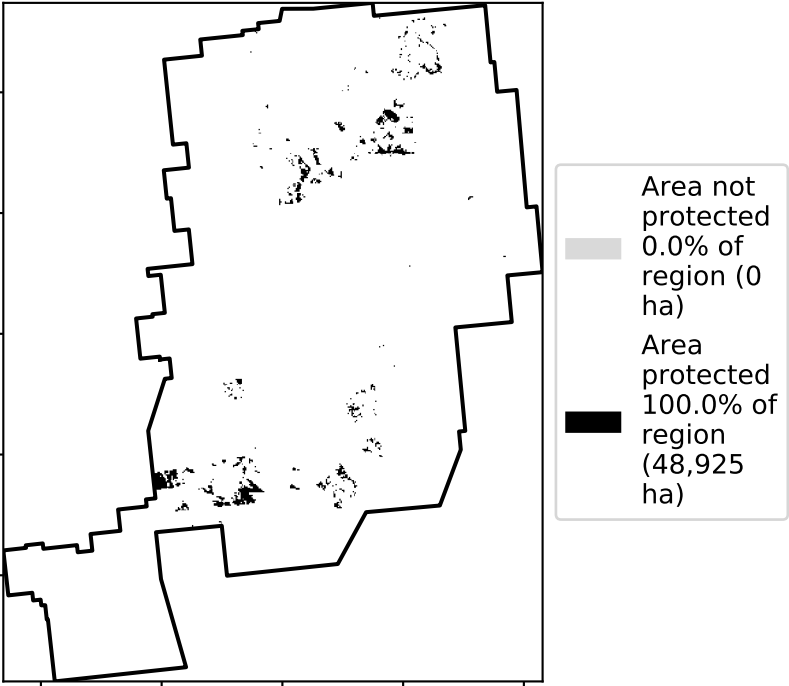 Area not
protected
0.0% of
region (0
ha)
Area
protected
100.0% of
region
(48,925
ha)